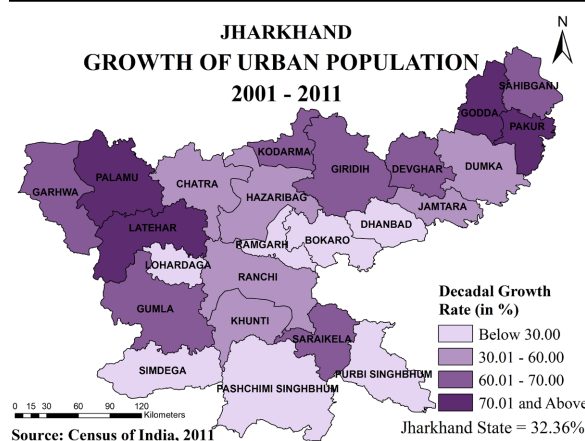 JHARKHAND
GROWTH OF URBAN POPULATION
2001 - 2011
N
SAHIBGANJ
GODDA
PAKUR
KODARMA
GIRIDIH
DEVGHAR
DUMKA
PALAMU
GARHWA
CHATRA
HAZARIBAG
JAMTARA
LATEHAR
DHANBAD
RAMGARH
BOKARO
LOHARDAGA
RANCHI
GUMLA
KHUNTI
SARAIKELA
SIMDEGA
PURBI SINGHBHUM
PASHCHIMI SINGHBHUM
Decadal Growth
Rate (in %)
Below 30.00
30.01 - 60.00
60.01 - 70.00
70.01 and Above
Jharkhand State = 32.36%
0 15 30 60 90 120
Kilometers
Source: Census of India, 2011